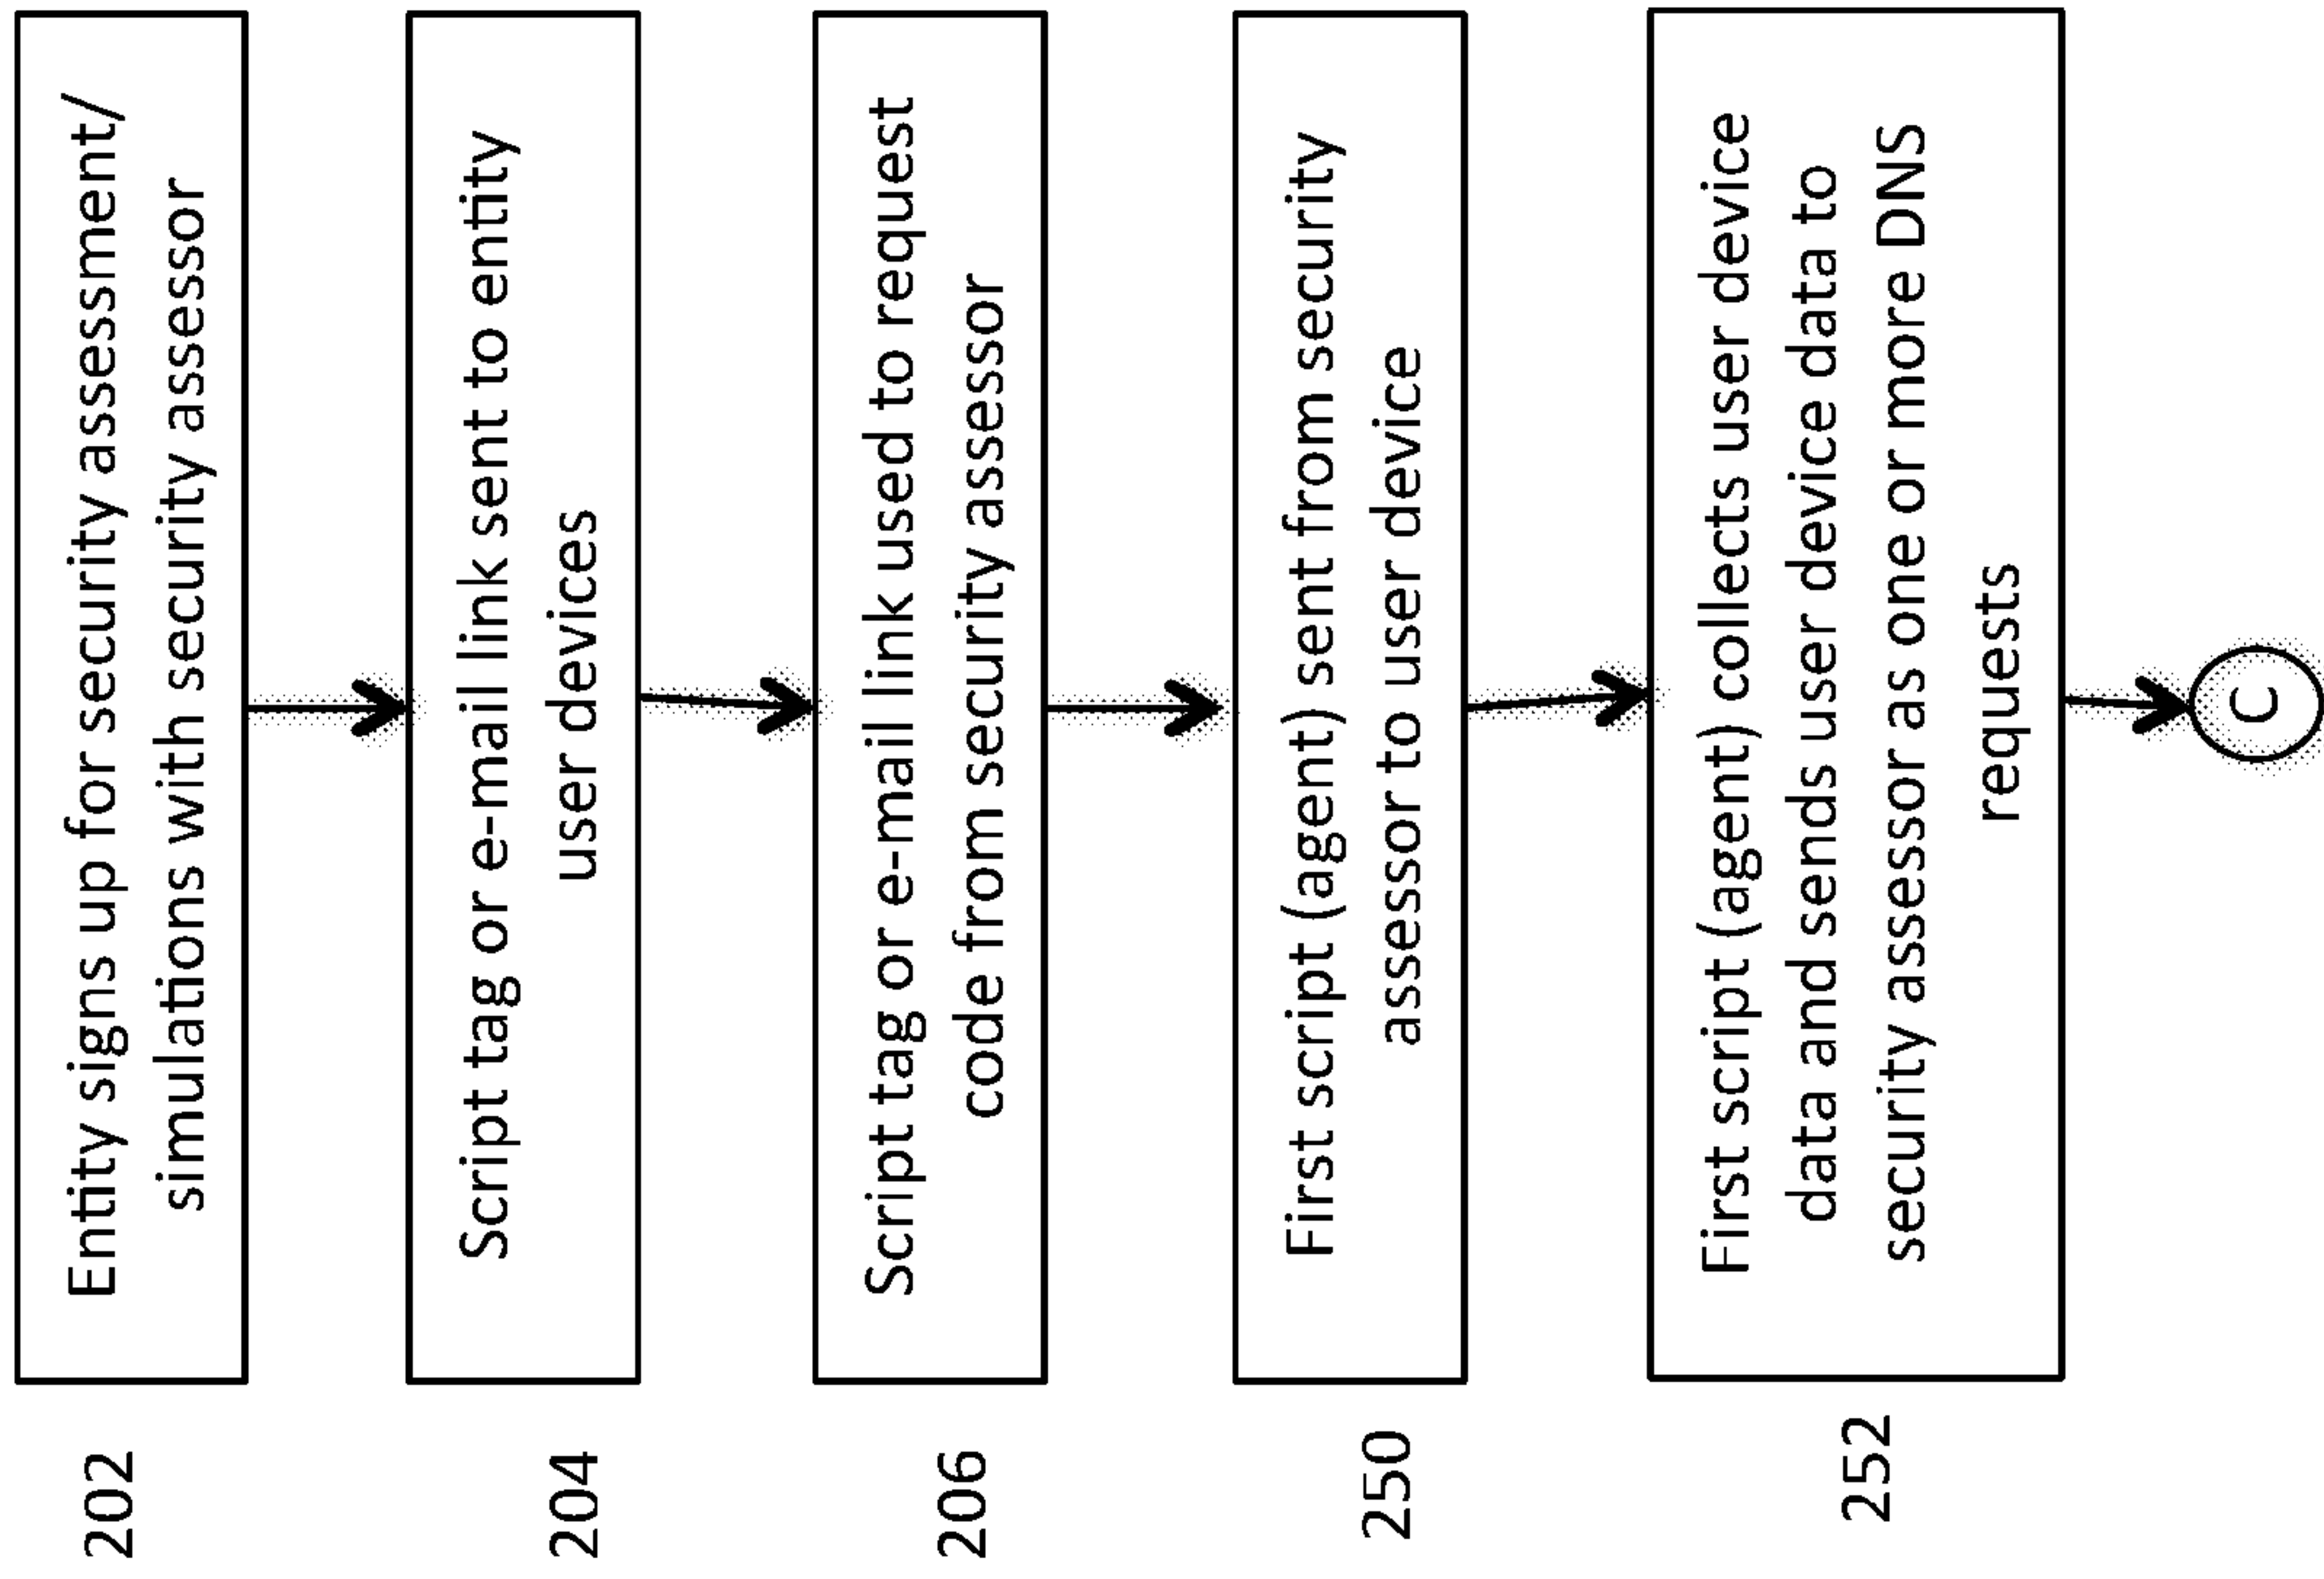 202
Entity signs up for security assessment/
simulations with security assessor
204
Script tag or e-mail link sent to entity
user devices
206
Script tag or e-mail link used to request
code from security assessor
250
First script (agent) sent from security
assessor to user device
252
First script (agent) collects user device
data and sends user device data to
security assessor as one or more DNS
requests
C